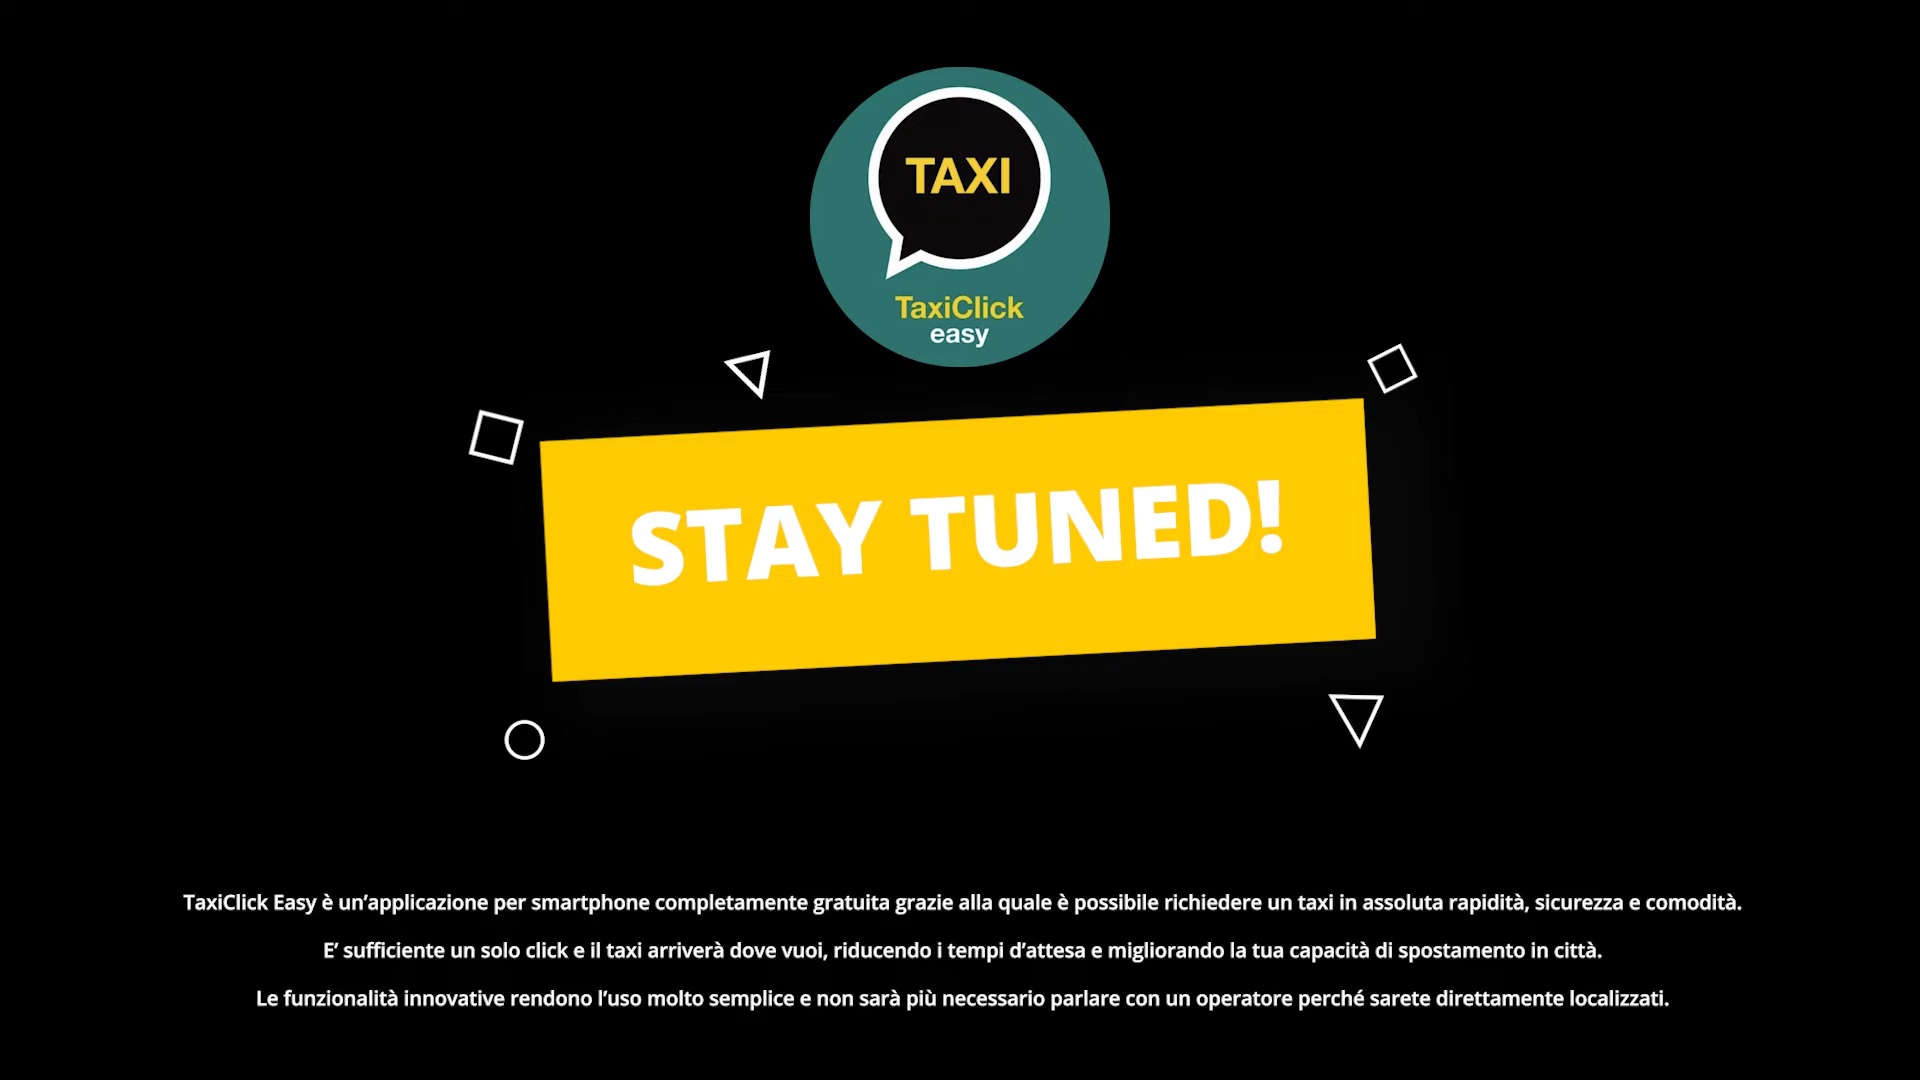 TAXI
TaxiClick
easy
STAY TUNED!
TaxiClick Easy è un’applicazione per smartphone completamente gratuita grazie alla quale è possibile richiedere un taxi in assoluta rapidità, sicurezza e comodità.
E’ sufficiente un solo click e il taxi arriverà dove vuoi, riducendo i tempi d’attesa e migliorando la tua capacità di spostamento in città.
Le funzionalità innovative rendono l’uso molto semplice e non sarà più necessario parlare con un operatore perché sarete direttamente localizzati.